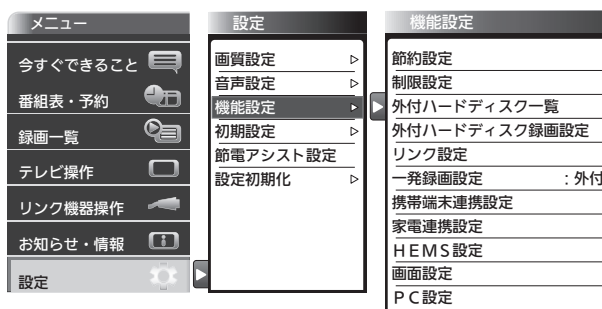 メニュー
今すぐできること
番組表・予約
録画一覧
テレビ操作
リンク機器操作
お知らせ・情報
設定
設定
画質設定
音声設定
機能設定
初期設定
節電アシスト設定
設定初期化
機能設定
節約設定
制限設定
外付ハードディスク一覧
外付ハードディスク録画設定
リンク設定
一発録画設定 :外付
携帯端末連携設定
家電連携設定
HEMS設定
画面設定
PC設定